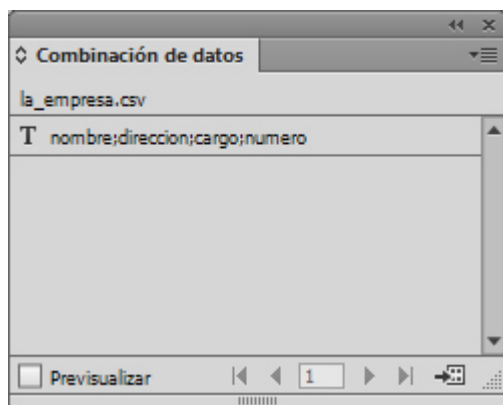 Combinación de datos
la_empresa.csv
T nombre;direccion;cargo;numero
Previsualizar 1